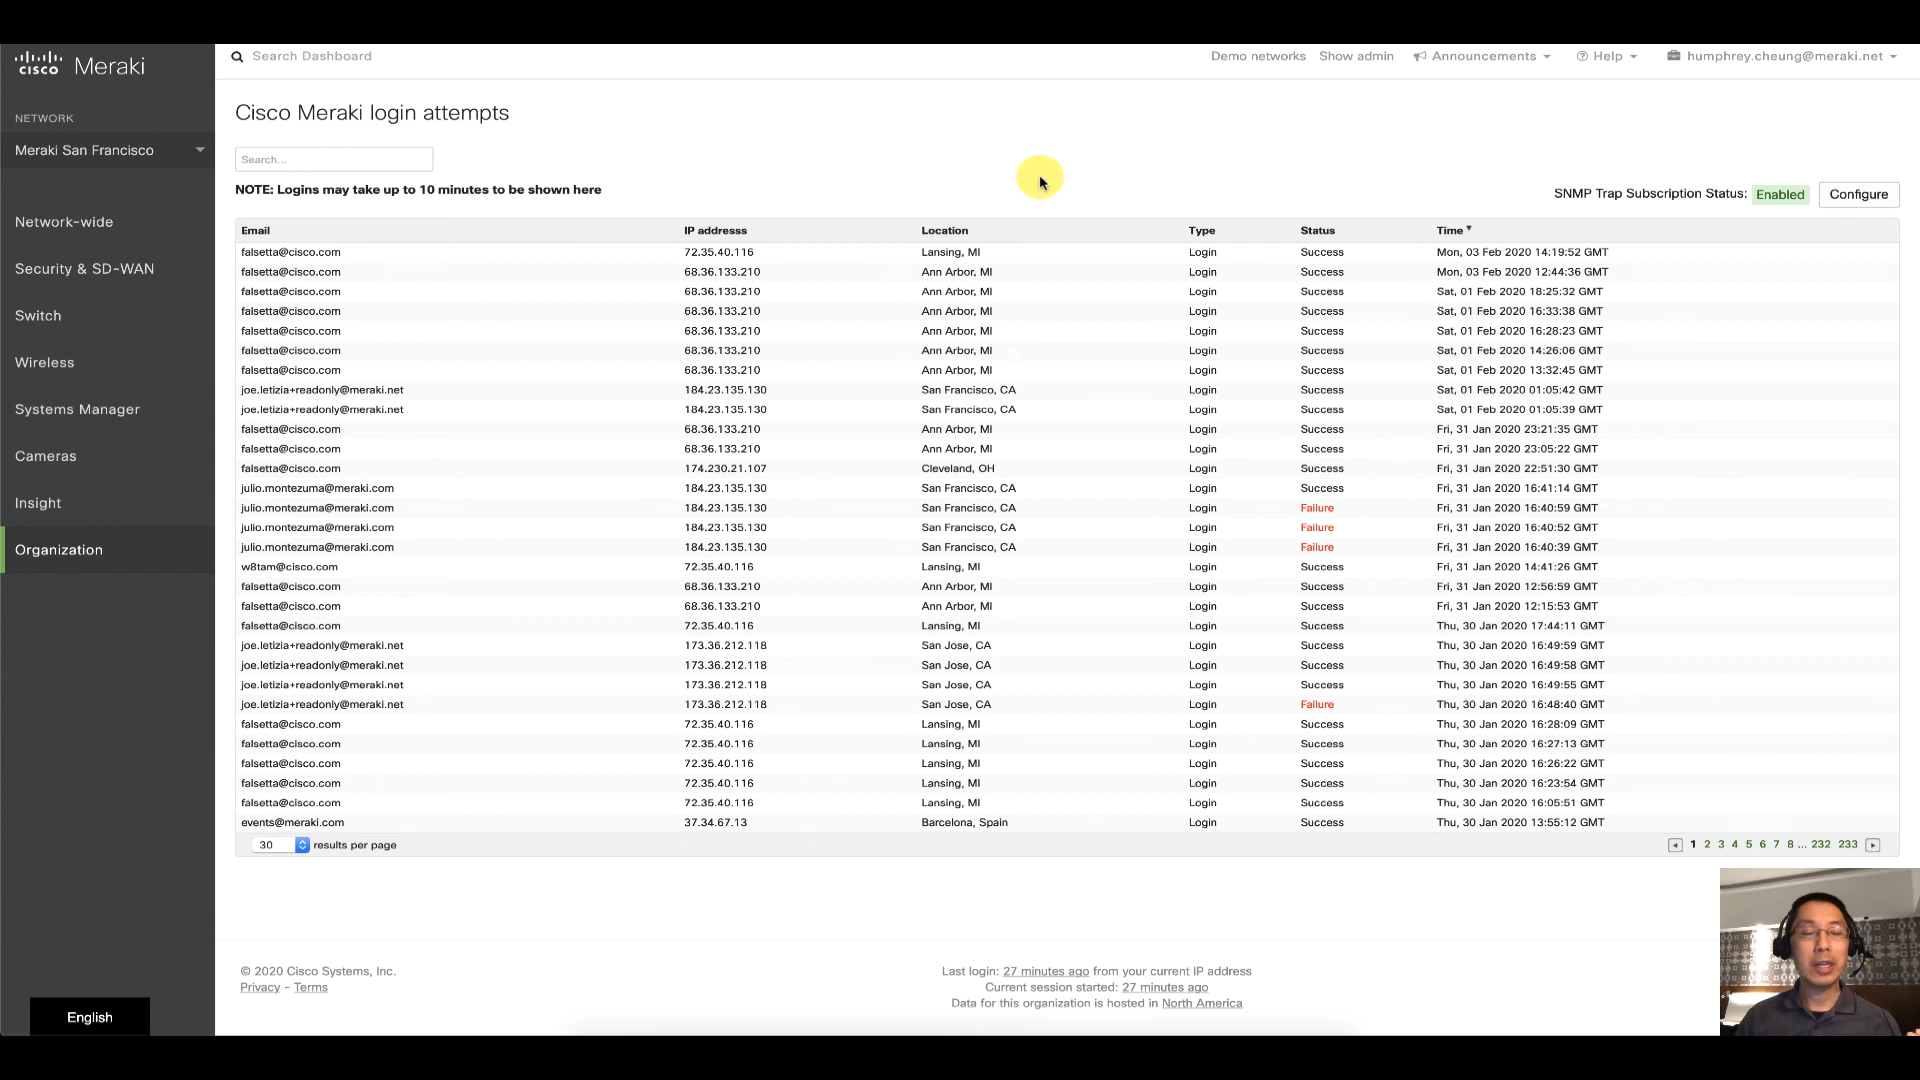 cisco Meraki
Search Dashboard
Demo networks Show admin Announcements Help humphrey.cheung@meraki.net
NETWORK
Meraki San Francisco
Network-wide
Security & SD-WAN
Switch
Wireless
Systems Manager
Cameras
Insight
Organization
English
Cisco Meraki login attempts
Search...
NOTE: Logins may take up to 10 minutes to be shown here
SNMP Trap Subscription Status: Enabled Configure
Email IP addresss Location Type Status Time
falsetta@cisco.com 72.35.40.116 Lansing, MI Login Success Mon, 03 Feb 2020 14:19:52 GMT
falsetta@cisco.com 68.36.133.210 Ann Arbor, MI Login Success Mon, 03 Feb 2020 12:44:36 GMT
falsetta@cisco.com 68.36.133.210 Ann Arbor, MI Login Success Sat, 01 Feb 2020 18:25:32 GMT
falsetta@cisco.com 68.36.133.210 Ann Arbor, MI Login Success Sat, 01 Feb 2020 16:33:38 GMT
falsetta@cisco.com 68.36.133.210 Ann Arbor, MI Login Success Sat, 01 Feb 2020 16:28:23 GMT
falsetta@cisco.com 68.36.133.210 Ann Arbor, MI Login Success Sat, 01 Feb 2020 14:26:06 GMT
falsetta@cisco.com 68.36.133.210 Ann Arbor, MI Login Success Sat, 01 Feb 2020 13:32:45 GMT
joe.letizia+readonly@meraki.net 184.23.135.130 San Francisco, CA Login Success Sat, 01 Feb 2020 01:05:42 GMT
joe.letizia+readonly@meraki.net 184.23.135.130 San Francisco, CA Login Success Sat, 01 Feb 2020 01:05:39 GMT
falsetta@cisco.com 68.36.133.210 Ann Arbor, MI Login Success Fri, 31 Jan 2020 23:21:35 GMT
falsetta@cisco.com 68.36.133.210 Ann Arbor, MI Login Success Fri, 31 Jan 2020 23:05:22 GMT
falsetta@cisco.com 174.230.21.107 Cleveland, OH Login Success Fri, 31 Jan 2020 22:51:30 GMT
julio.montezuma@meraki.com 184.23.135.130 San Francisco, CA Login Success Fri, 31 Jan 2020 16:41:14 GMT
julio.montezuma@meraki.com 184.23.135.130 San Francisco, CA Login Failure Fri, 31 Jan 2020 16:40:59 GMT
julio.montezuma@meraki.com 184.23.135.130 San Francisco, CA Login Failure Fri, 31 Jan 2020 16:40:52 GMT
julio.montezuma@meraki.com 184.23.135.130 San Francisco, CA Login Failure Fri, 31 Jan 2020 16:40:39 GMT
w8tam@cisco.com 72.35.40.116 Lansing, MI Login Success Fri, 31 Jan 2020 14:41:26 GMT
falsetta@cisco.com 68.36.133.210 Ann Arbor, MI Login Success Fri, 31 Jan 2020 12:56:59 GMT
falsetta@cisco.com 68.36.133.210 Ann Arbor, MI Login Success Fri, 31 Jan 2020 12:15:53 GMT
falsetta@cisco.com 72.35.40.116 Lansing, MI Login Success Thu, 30 Jan 2020 17:44:11 GMT
joe.letizia+readonly@meraki.net 173.36.212.118 San Jose, CA Login Success Thu, 30 Jan 2020 16:49:59 GMT
joe.letizia+readonly@meraki.net 173.36.212.118 San Jose, CA Login Success Thu, 30 Jan 2020 16:49:58 GMT
joe.letizia+readonly@meraki.net 173.36.212.118 San Jose, CA Login Success Thu, 30 Jan 2020 16:49:55 GMT
joe.letizia+readonly@meraki.net 173.36.212.118 San Jose, CA Login Failure Thu, 30 Jan 2020 16:48:40 GMT
falsetta@cisco.com 72.35.40.116 Lansing, MI Login Success Thu, 30 Jan 2020 16:28:09 GMT
falsetta@cisco.com 72.35.40.116 Lansing, MI Login Success Thu, 30 Jan 2020 16:27:13 GMT
falsetta@cisco.com 72.35.40.116 Lansing, MI Login Success Thu, 30 Jan 2020 16:26:22 GMT
falsetta@cisco.com 72.35.40.116 Lansing, MI Login Success Thu, 30 Jan 2020 16:23:54 GMT
falsetta@cisco.com 72.35.40.116 Lansing, MI Login Success Thu, 30 Jan 2020 16:05:51 GMT
events@meraki.com 37.34.67.13 Barcelona, Spain Login Success Thu, 30 Jan 2020 13:55:12 GMT
30 results per page 1 2 3 4 5 6 7 8 ... 232 233
© 2020 Cisco Systems, Inc.
Privacy - Terms
Last login: 27 minutes ago from your current IP address
Current session started: 27 minutes ago
Data for this organization is hosted in North America